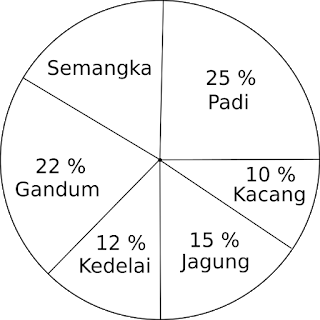 Semangka
25 %
Padi
10 %
Kacang
15 %
Jagung
12 %
Kedelai
22 %
Gandum